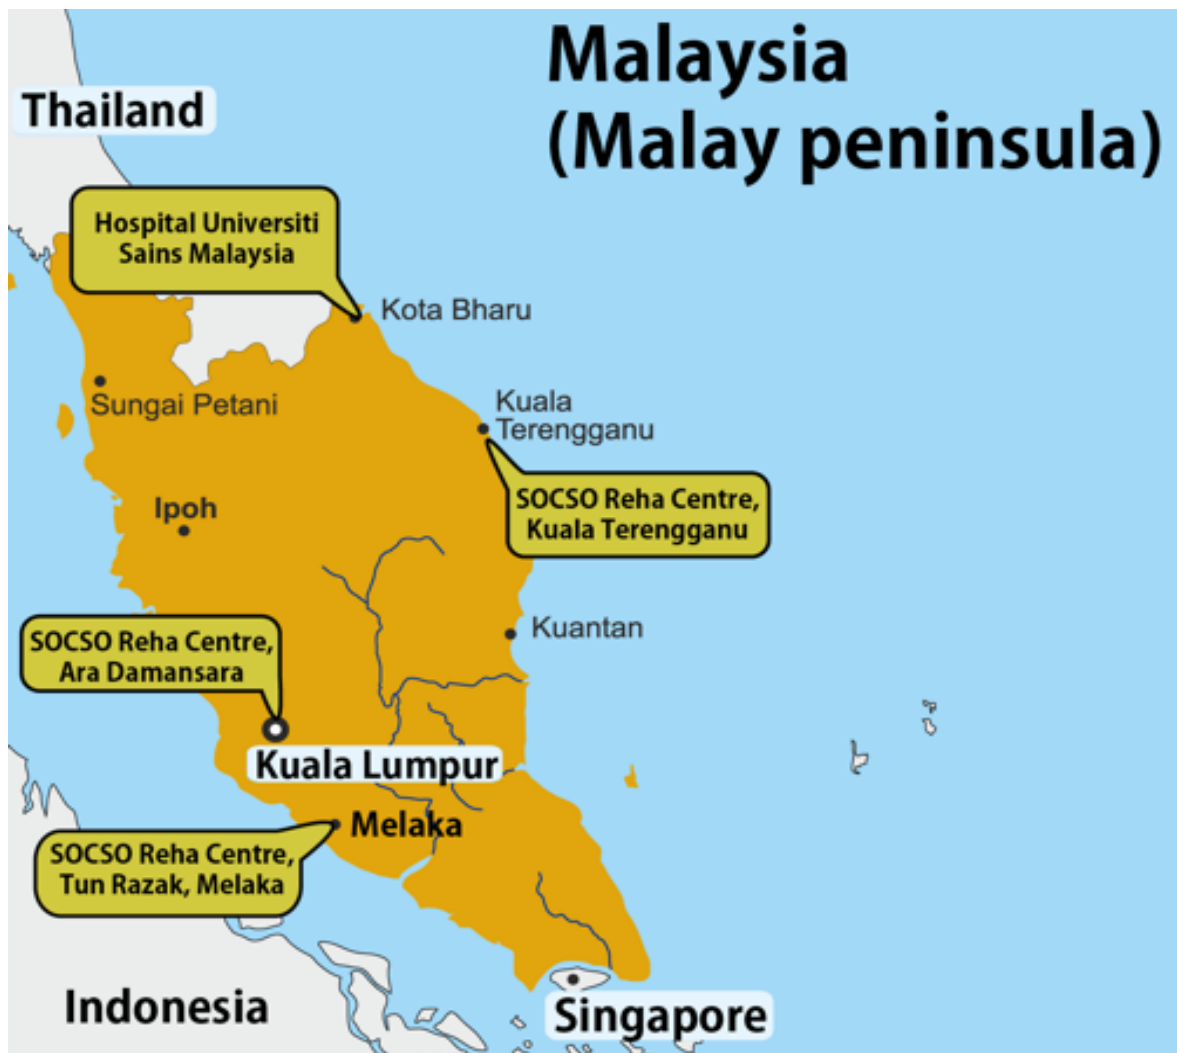 Malaysia
(Malay peninsula)
Thailand
Hospital Universiti
Sains Malaysia
Kota Bharu
Sungai Petani
Kuala
Terengganu
SOCSO Reha Centre,
Kuala Terengganu
Ipoh
Kuantan
SOCSO Reha Centre,
Ara Damansara
Kuala Lumpur
Melaka
SOCSO Reha Centre,
Tun Razak, Melaka
Indonesia
Singapore